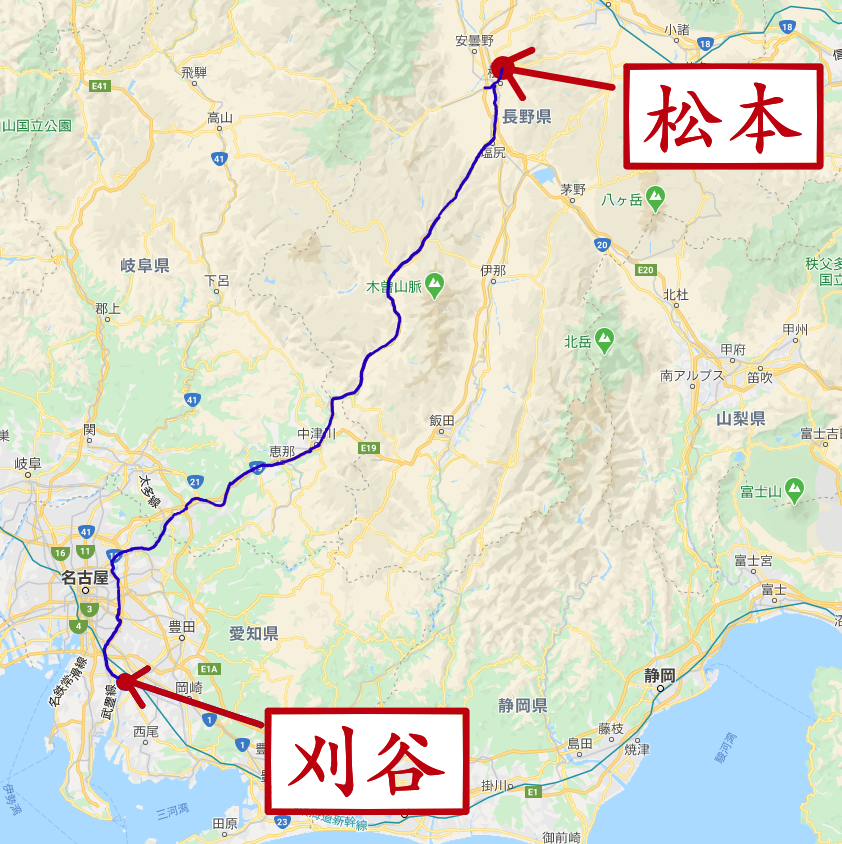 小諸
18
18
安曇野
飛騨
E41
松本
長野県
山国立公園
高山
41
塩尻
茅野
八ヶ岳
20
E20
岐阜県
下呂
木曽山脈
伊那
秩父多
国立
北杜
郡上
甲州
北岳
甲府
南アルプス
笛吹
41
飯田
山梨県
関
中津川
恵那
E19
富士吉田
巣
岐阜
21
太多線
富士山
41
16
11
富士宮
名古屋
富士
3
4
豊田
愛知県
E1A
静岡
名鉄常滑線
武豊線
岡崎
刈谷
静岡県
1
1
西尾
藤枝
島田
焼津
駿河湾
伊勢湾
掛川
E1
三河湾
田原
23
海道新幹線
御前崎